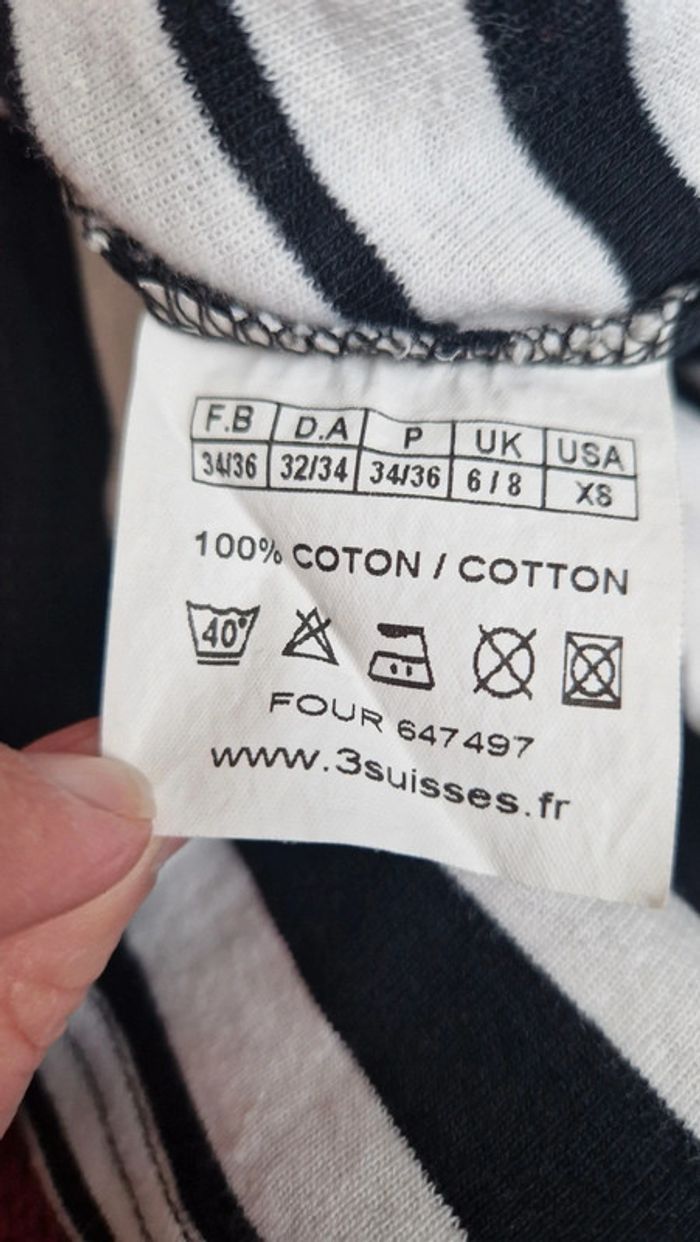 F.B D.A P UK USA
34/36 32/34 34/36 6 / 8 XS
100% COTON / COTTON
40°
FOUR 647497
www.3suisses.fr